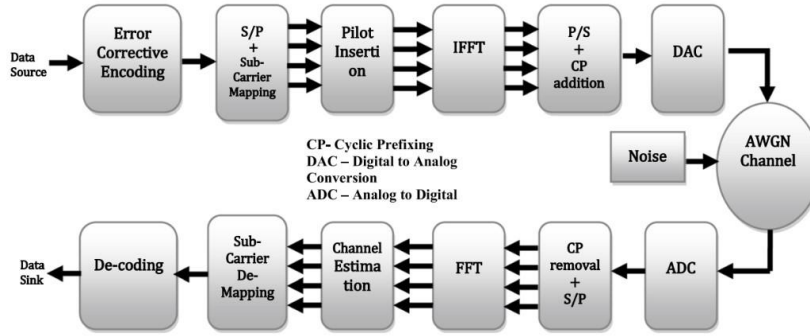 Data
Source
Error
Corrective
Encoding
S/P
+
Sub-
Carrier
Mapping
Pilot
Inserti
on
IFFT
P/S
+
CP
addition
DAC
CP- Cyclic Prefixing
DAC – Digital to Analog
Conversion
ADC – Analog to Digital
Noise
AWGN
Channel
Data
Sink
De-coding
Sub-
Carrier
De-
Mapping
Channel
Estima
tion
FFT
CP
removal
+
S/P
ADC